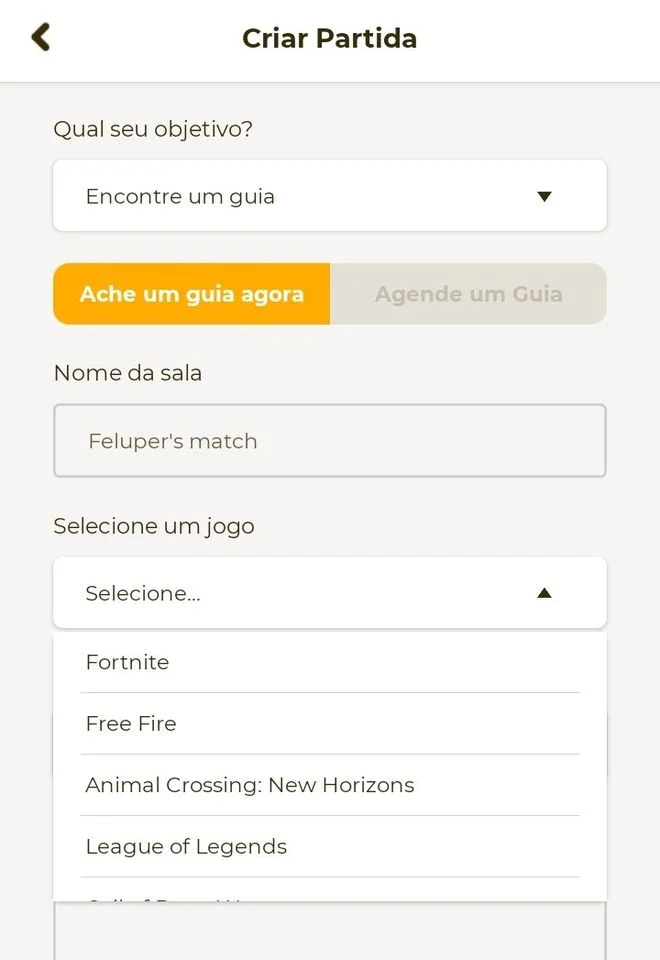 Criar Partida
Qual seu objetivo?
Encontre um guia
Ache um guia agora
Agende um Guia
Nome da sala
Feluper's match
Selecione um jogo
Selecione...
Fortnite
Free Fire
Animal Crossing: New Horizons
League of Legends